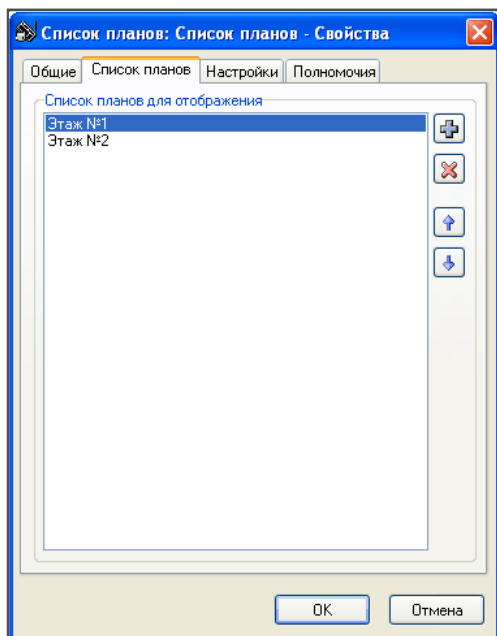 Список планов: Список планов - Свойства
Общие Список планов Настройки Полномочия
Список планов для отображения
Этаж №1
Этаж №2
OK Отмена